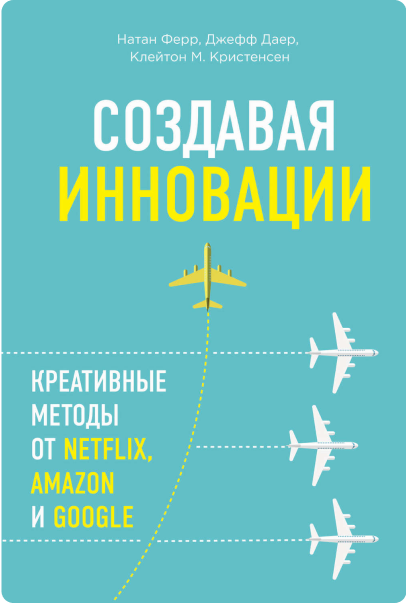 Натан Ферр, Джефф Даер,
Клейтон М. Кристенсен
СОЗДАВАЯ
ИННОВАЦИИ
КРЕАТИВНЫЕ
МЕТОДЫ
ОТ NETFLIX,
AMAZON
И GOOGLE